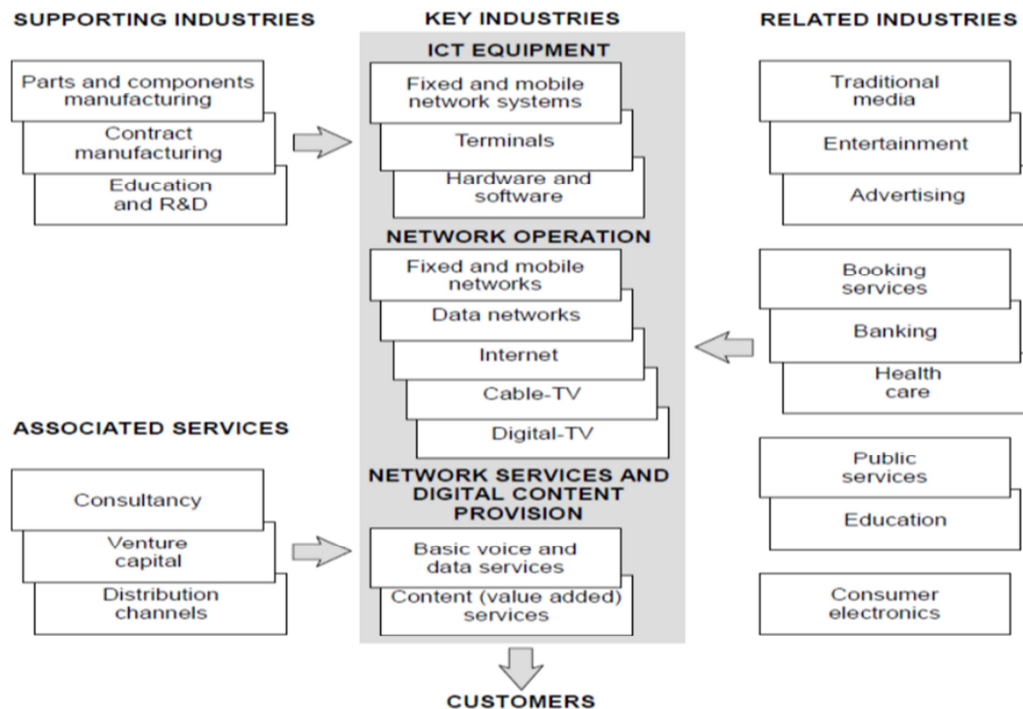 SUPPORTING INDUSTRIES
Parts and components
manufacturing
Contract
manufacturing
Education
and R&D
ASSOCIATED SERVICES
Consultancy
Venture
capital
Distribution
channels
KEY INDUSTRIES
ICT EQUIPMENT
Fixed and mobile
network systems
Terminals
Hardware and
software
NETWORK OPERATION
Fixed and mobile
networks
Data networks
Internet
Cable-TV
Digital-TV
NETWORK SERVICES AND
DIGITAL CONTENT
PROVISION
Basic voice and
data services
Content (value added)
services
CUSTOMERS
RELATED INDUSTRIES
Traditional
media
Entertainment
Advertising
Booking
services
Banking
Health
care
Public
services
Education
Consumer
electronics